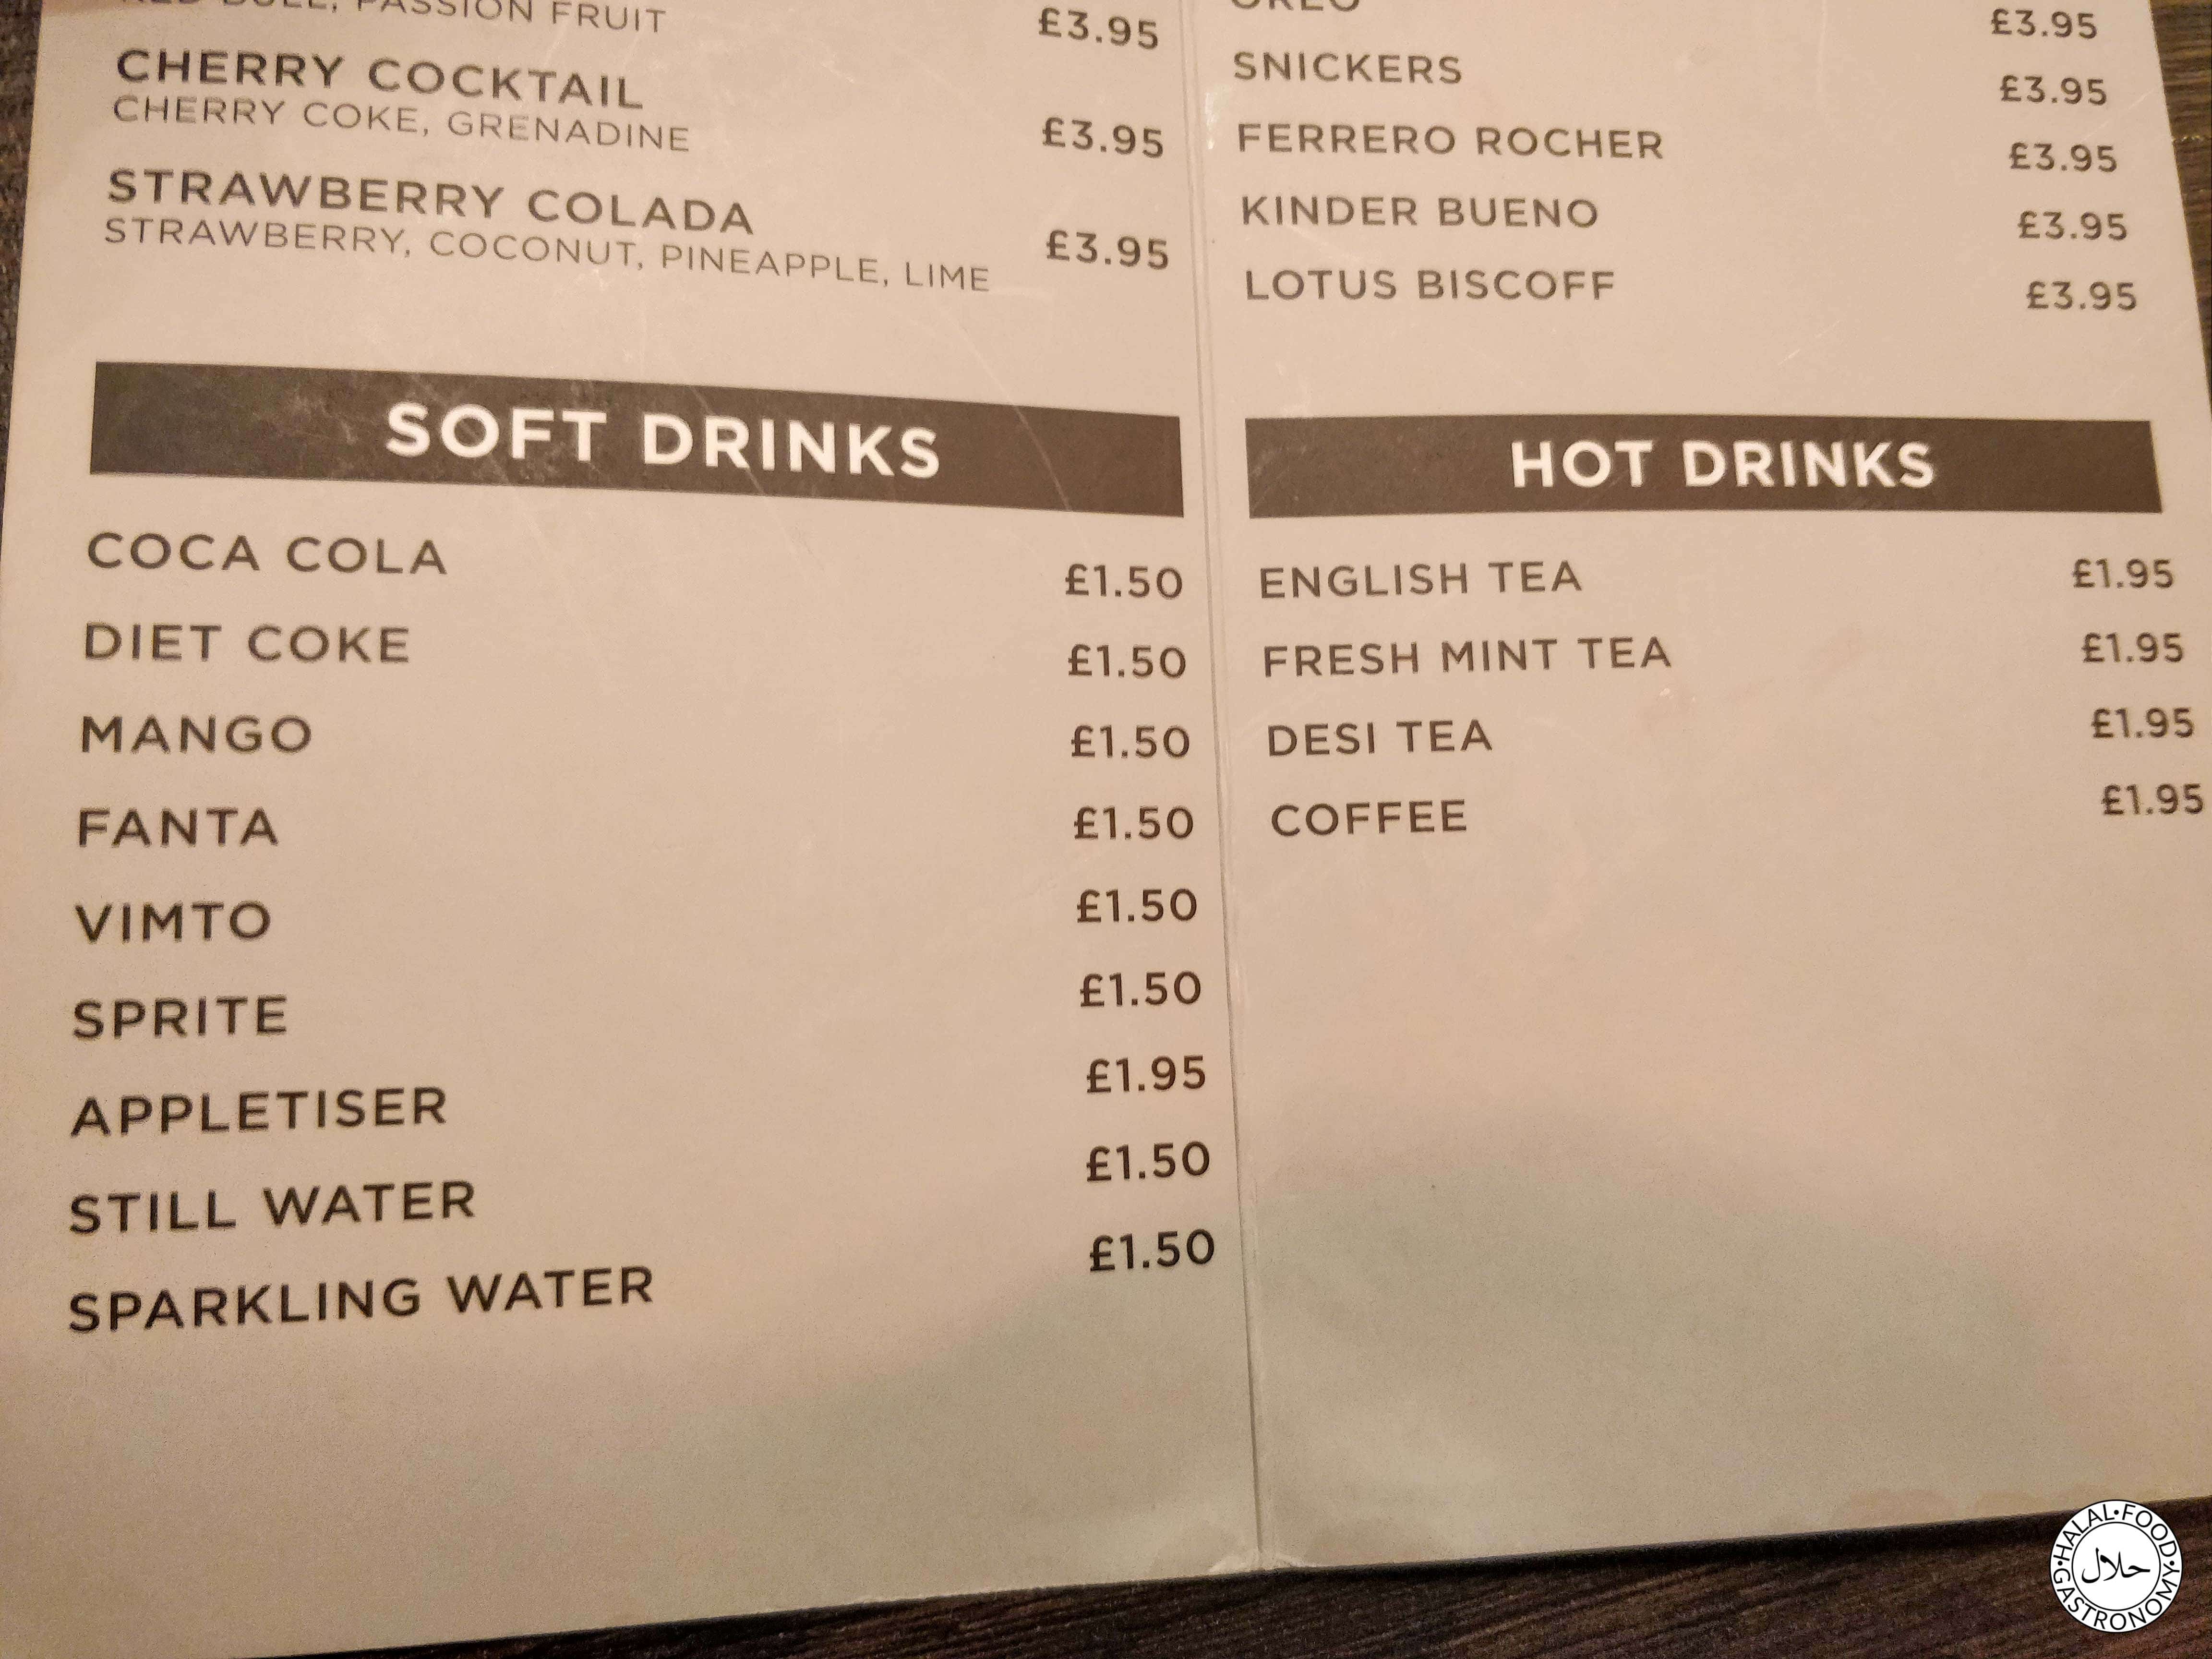 PASSION FRUIT £3.95
CHERRY COCKTAIL
CHERRY COKE, GRENADINE £3.95
STRAWBERRY COLADA
STRAWBERRY, COCONUT, PINEAPPLE, LIME £3.95
SOFT DRINKS
COCA COLA £1.50
DIET COKE £1.50
MANGO £1.50
FANTA £1.50
VIMTO £1.50
SPRITE £1.50
APPLETISER £1.95
STILL WATER £1.50
SPARKLING WATER £1.50
OREO £3.95
SNICKERS £3.95
FERRERO ROCHER £3.95
KINDER BUENO £3.95
LOTUS BISCOFF £3.95
HOT DRINKS
ENGLISH TEA £1.95
FRESH MINT TEA £1.95
DESI TEA £1.95
COFFEE £1.95
HALAL•FOOD•GASTRONOMY•
حلال